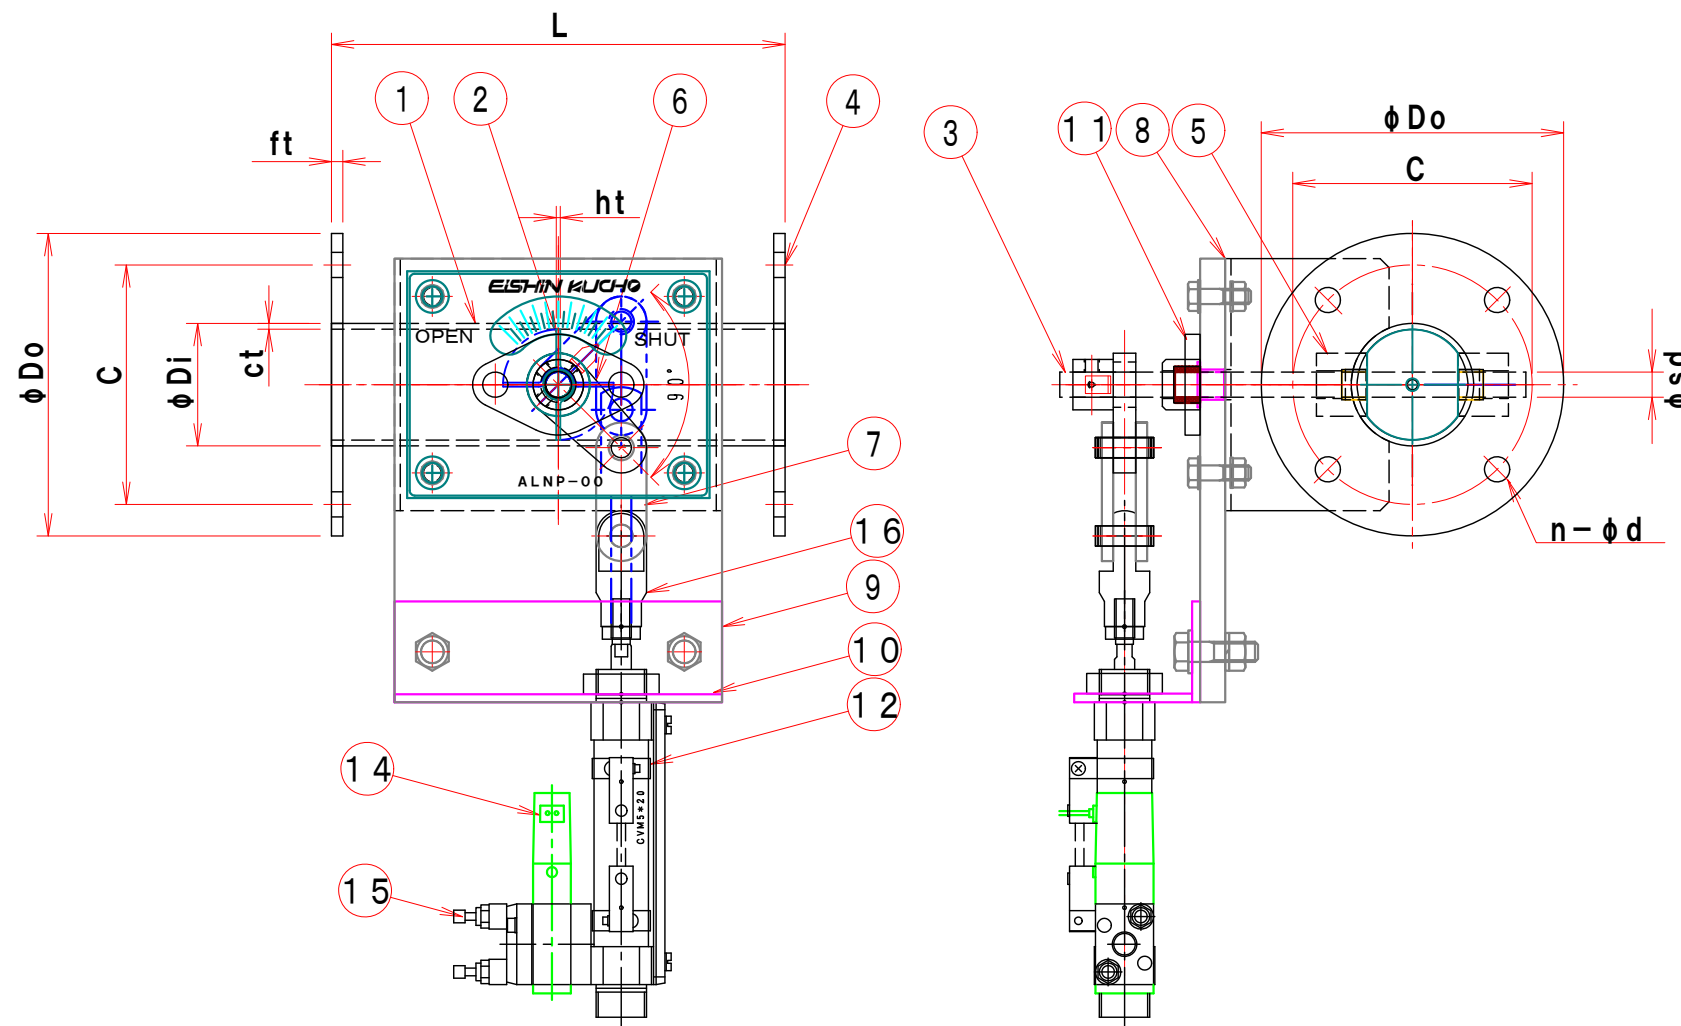 L
1
2
6
4
ft
ht
φDo
C
φDi
ct
EiSHiN KUCHO
OPEN
SHUT
90°
ALNP-00
7
16
9
10
12
14
15
CVM5*20
3
11
8
5
φDo
C
φsd
n-φd